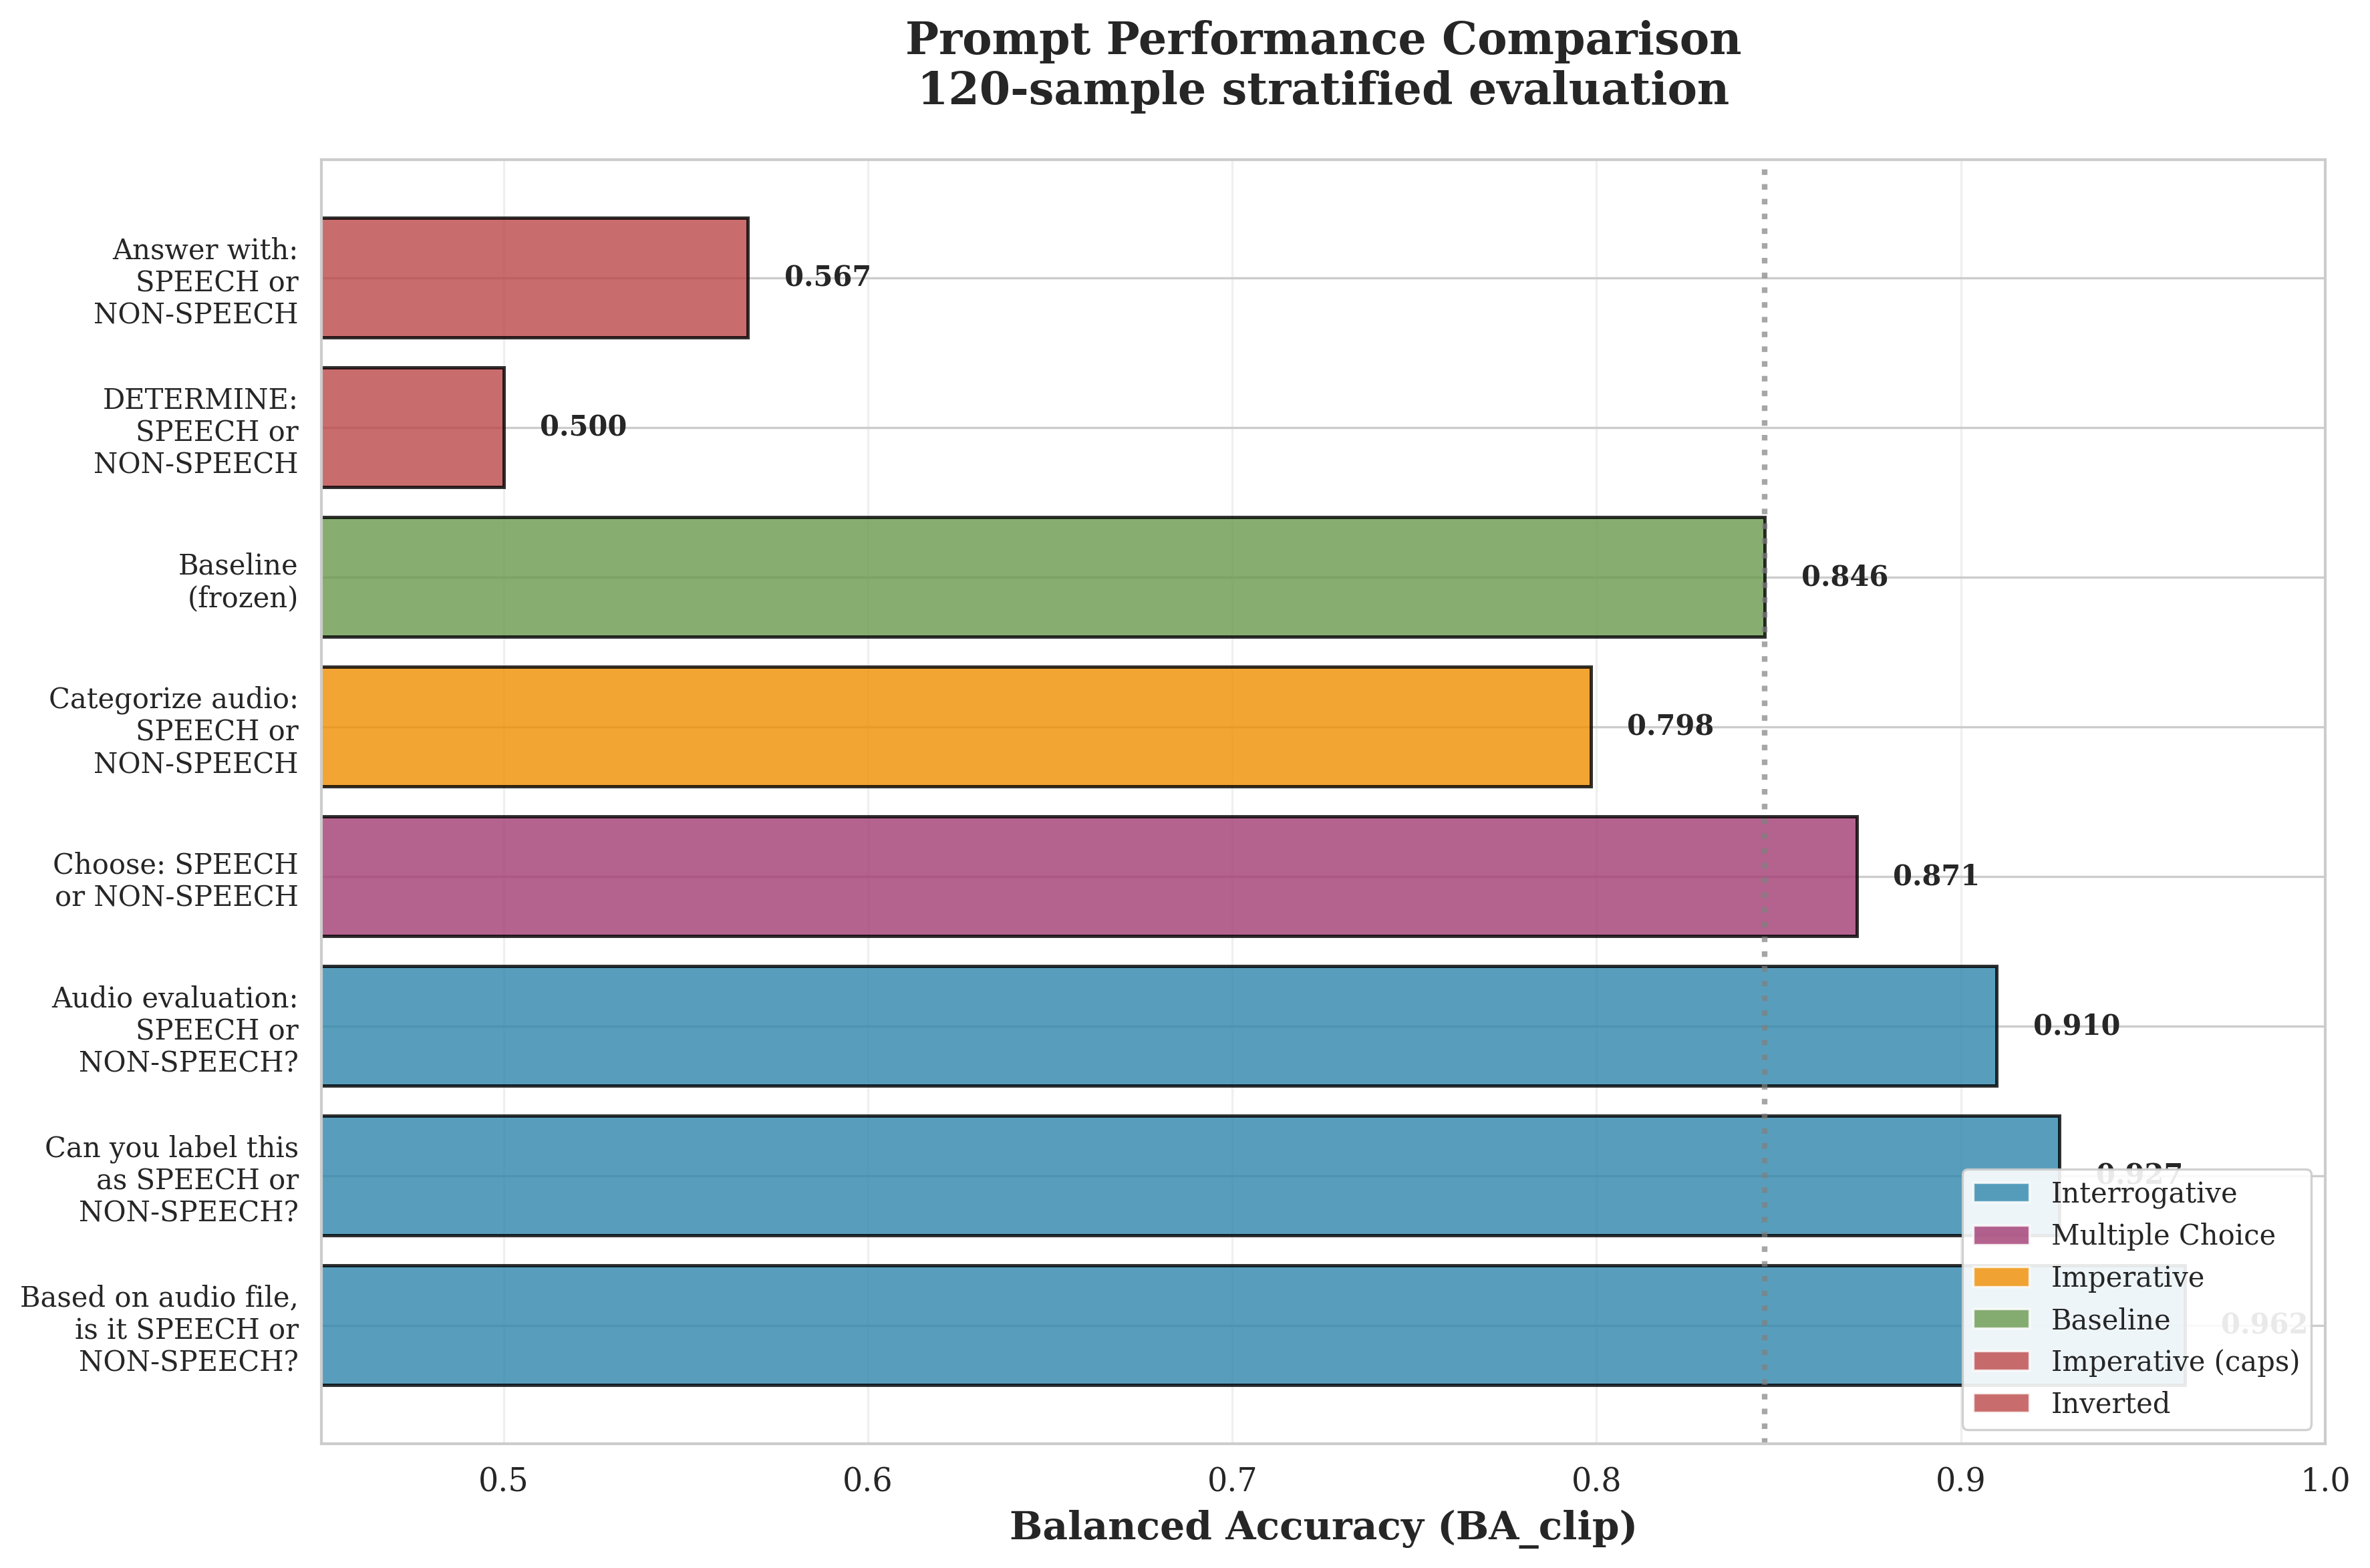 Prompt Performance Comparison
120-sample stratified evaluation
Answer with:
SPEECH or
NON-SPEECH
0.567
DETERMINE:
SPEECH or
NON-SPEECH
0.500
Baseline
(frozen)
0.846
Categorize audio:
SPEECH or
NON-SPEECH
0.798
Choose: SPEECH
or NON-SPEECH
0.871
Audio evaluation:
SPEECH or
NON-SPEECH?
0.910
Can you label this
as SPEECH or
NON-SPEECH?
0.927
Based on audio file,
is it SPEECH or
NON-SPEECH?
0.962
Interrogative
Multiple Choice
Imperative
Baseline
Imperative (caps)
Inverted
0.5 0.6 0.7 0.8 0.9 1.0
Balanced Accuracy (BA_clip)